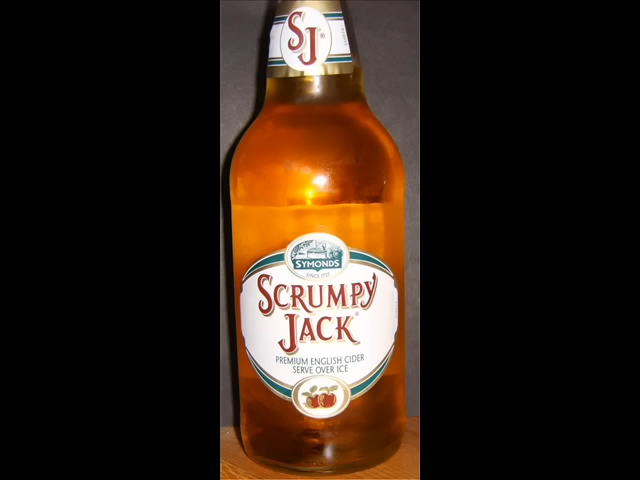 SJ
SYMONDS
SINCE 1727
SCRUMPY
JACK
PREMIUM ENGLISH CIDER
SERVE OVER ICE